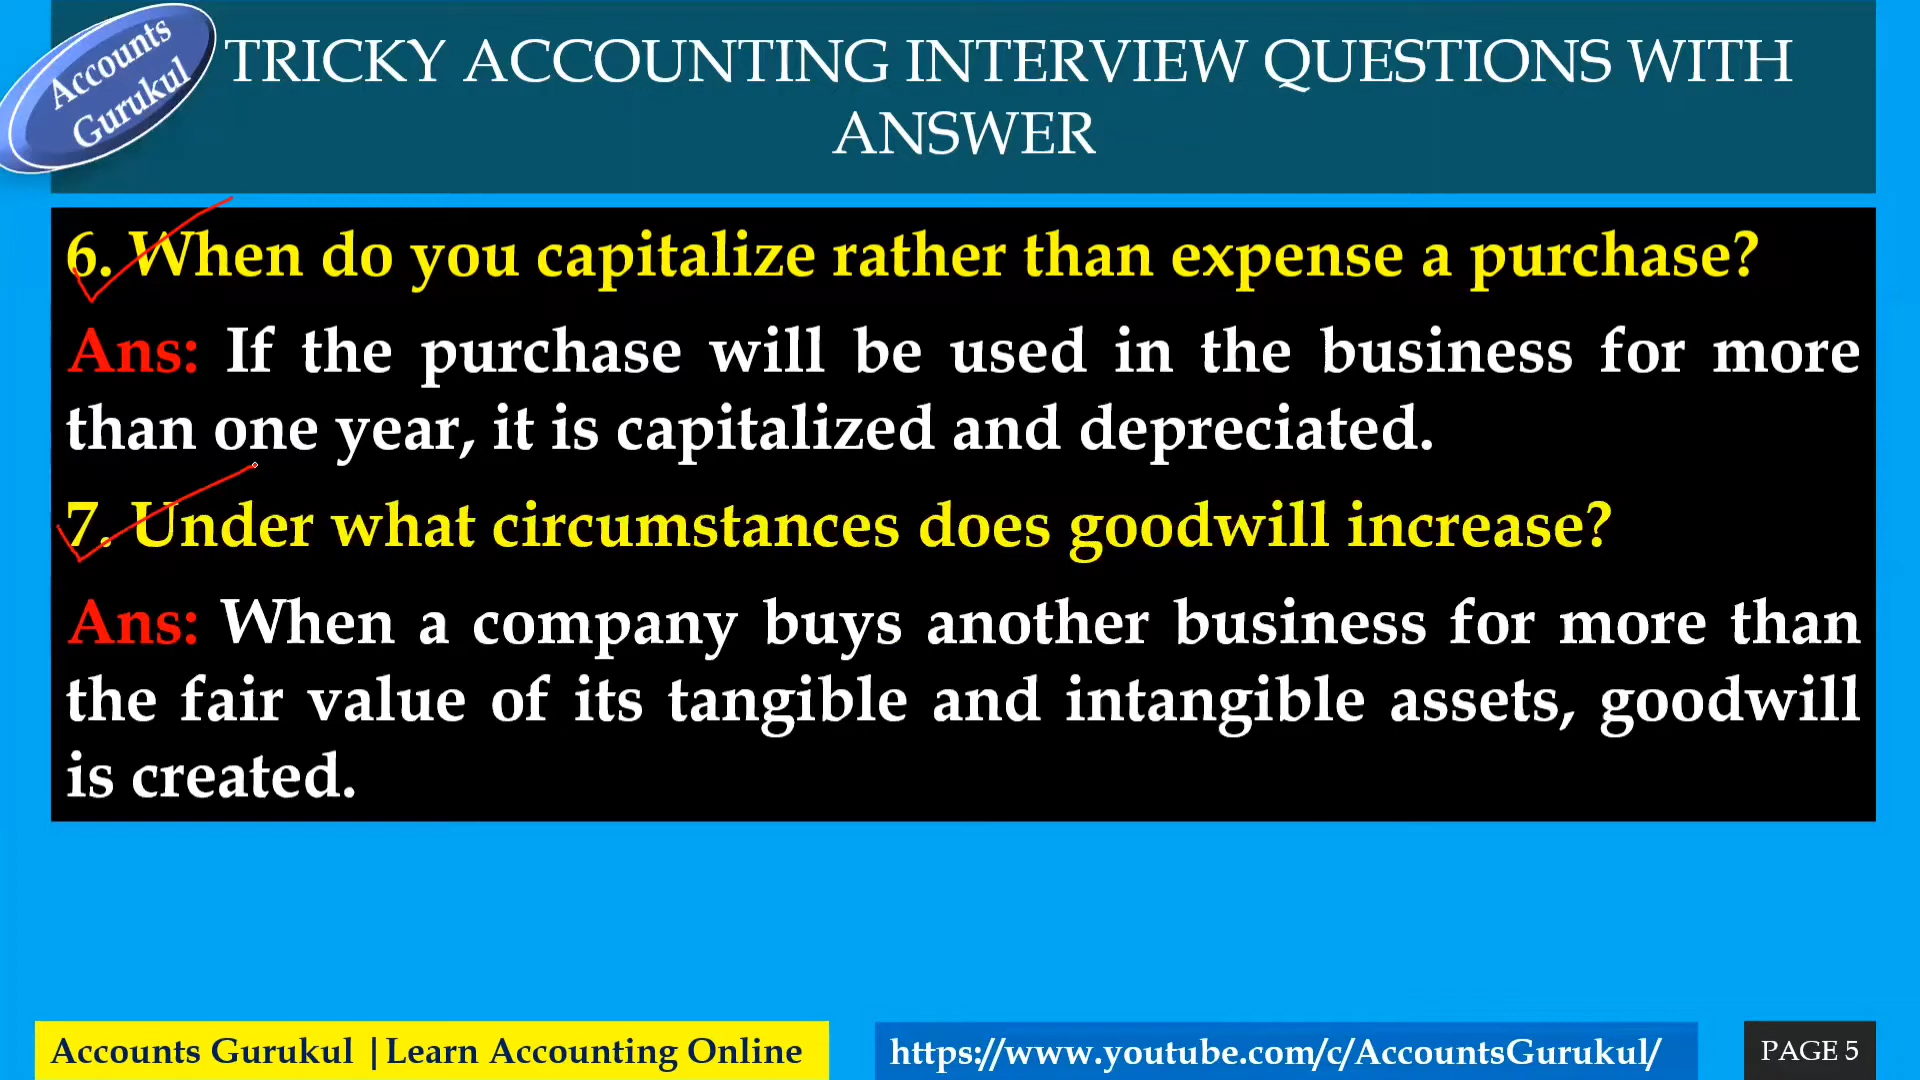 Accounts
Gurukul
TRICKY ACCOUNTING INTERVIEW QUESTIONS WITH
ANSWER
6. When do you capitalize rather than expense a purchase?
Ans: If the purchase will be used in the business for more
than one year, it is capitalized and depreciated.
7. Under what circumstances does goodwill increase?
Ans: When a company buys another business for more than
the fair value of its tangible and intangible assets, goodwill
is created.
Accounts Gurukul | Learn Accounting Online
https://www.youtube.com/c/AccountsGurukul/
PAGE 5